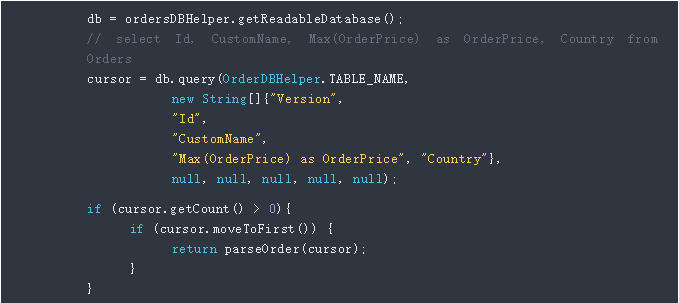 db = ordersDBHelper.getReadableDatabase();
// select Id, CustomName, Max(OrderPrice) as OrderPrice, Country from
Orders
cursor = db.query(OrderDBHelper.TABLE_NAME,
new String[]{"Version",
"Id",
"CustomName",
"Max(OrderPrice) as OrderPrice", "Country"},
null, null, null, null, null);
if (cursor.getCount() > 0){
if (cursor.moveToFirst()) {
return parseOrder(cursor);
}
}